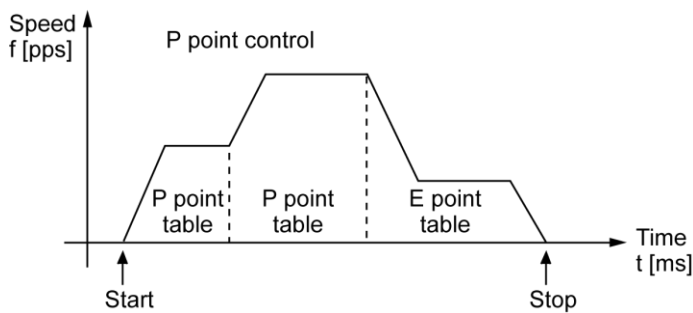 Speed
f [pps]
P point control
P point
table
P point
table
E point
table
Time
t [ms]
Start
Stop